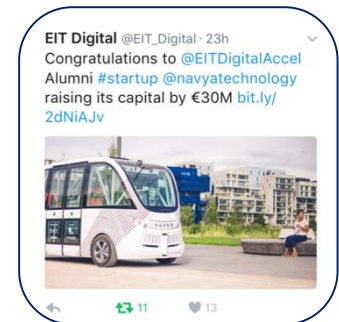 EIT Digital @EIT_Digital · 23h
Congratulations to @EITDigitalAccel
Alumni #startup @navyatechnology
raising its capital by €30M bit.ly/
2dNiAJv
11
13